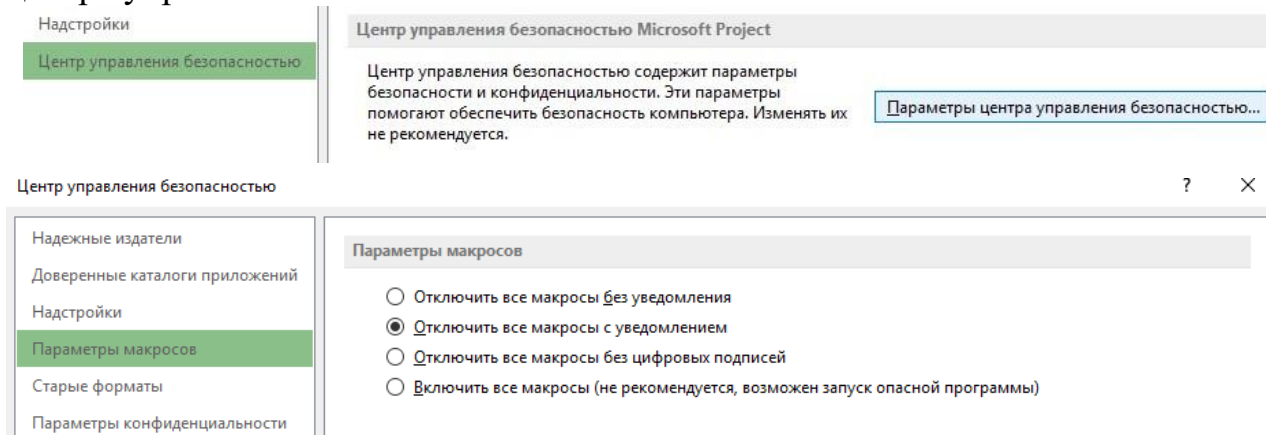 Надстройки
Центр управления безопасностью
Центр управления безопасностью Microsoft Project
Центр управления безопасностью содержит параметры
безопасности и конфиденциальности. Эти параметры
помогают обеспечить безопасность компьютера. Изменять их
не рекомендуется.
Параметры центра управления безопасностью...
Центр управления безопасностью
?
Надежные издатели
Доверенные каталоги приложений
Надстройки
Параметры макросов
Старые форматы
Параметры конфиденциальности
Параметры макросов
Отключить все макросы без уведомления
Отключить все макросы с уведомлением
Отключить все макросы без цифровых подписей
Включить все макросы (не рекомендуется, возможен запуск опасной программы)